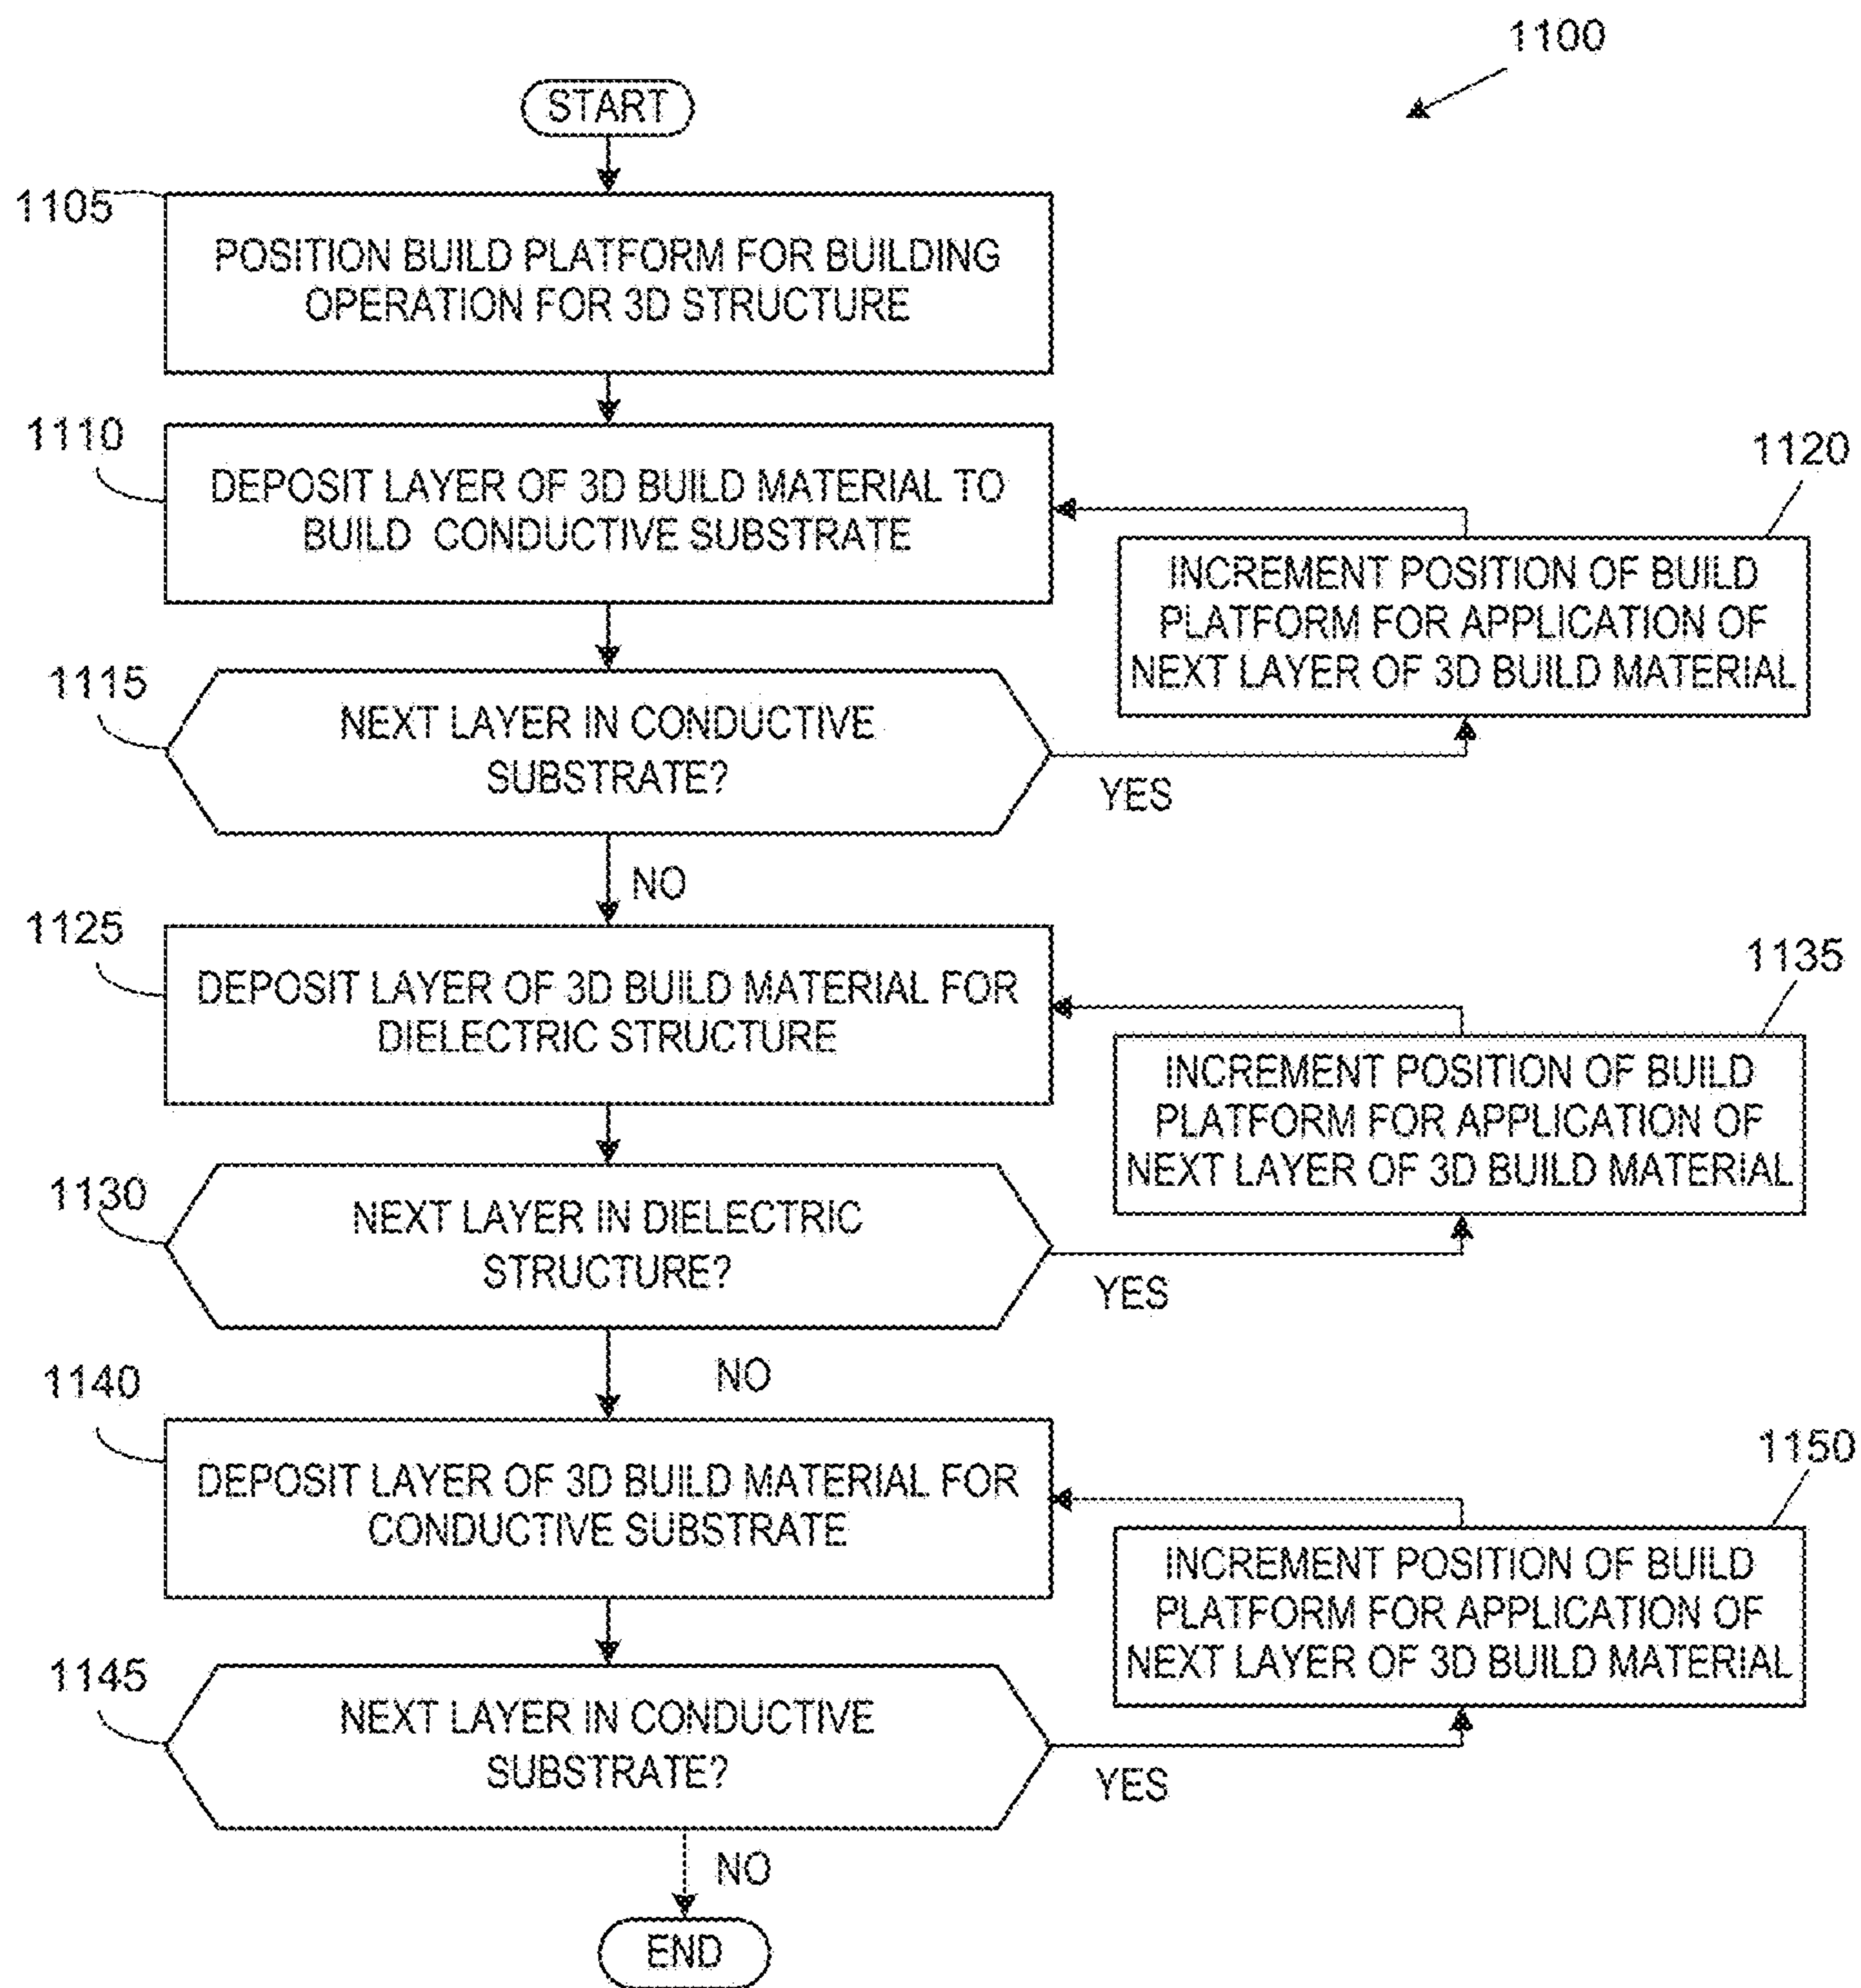 1100
START
1105
POSITION BUILD PLATFORM FOR BUILDING
OPERATION FOR 3D STRUCTURE
1110
DEPOSIT LAYER OF 3D BUILD MATERIAL TO
BUILD CONDUCTIVE SUBSTRATE
1120
INCREMENT POSITION OF BUILD
PLATFORM FOR APPLICATION OF
NEXT LAYER OF 3D BUILD MATERIAL
1115
NEXT LAYER IN CONDUCTIVE
SUBSTRATE?
YES
NO
1125
DEPOSIT LAYER OF 3D BUILD MATERIAL FOR
DIELECTRIC STRUCTURE
1135
INCREMENT POSITION OF BUILD
PLATFORM FOR APPLICATION OF
NEXT LAYER OF 3D BUILD MATERIAL
1130
NEXT LAYER IN DIELECTRIC
STRUCTURE?
YES
NO
1140
DEPOSIT LAYER OF 3D BUILD MATERIAL FOR
CONDUCTIVE SUBSTRATE
1150
INCREMENT POSITION OF BUILD
PLATFORM FOR APPLICATION OF
NEXT LAYER OF 3D BUILD MATERIAL
1145
NEXT LAYER IN CONDUCTIVE
SUBSTRATE?
YES
NO
END